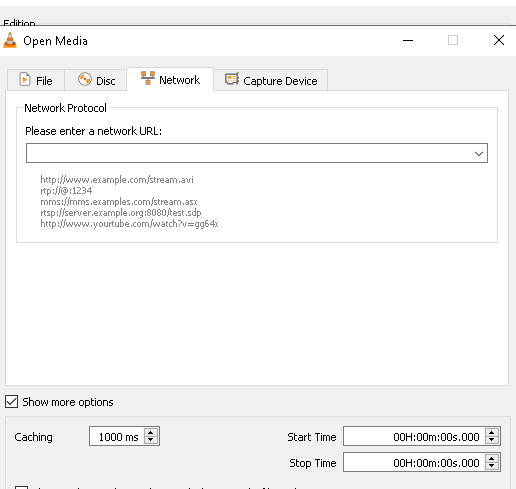 Edition
Open Media
File Disc Network Capture Device
Network Protocol
Please enter a network URL:
http://www.example.com/stream.avi
rtp://@:1234
mms://mms.examples.com/stream.asx
rtsp://server.example.org:8080/test.sdp
http://www.yourtube.com/watch?v=gg64x
Show more options
Caching 1000 ms Start Time 00H:00m:00s.000
Stop Time 00H:00m:00s.000